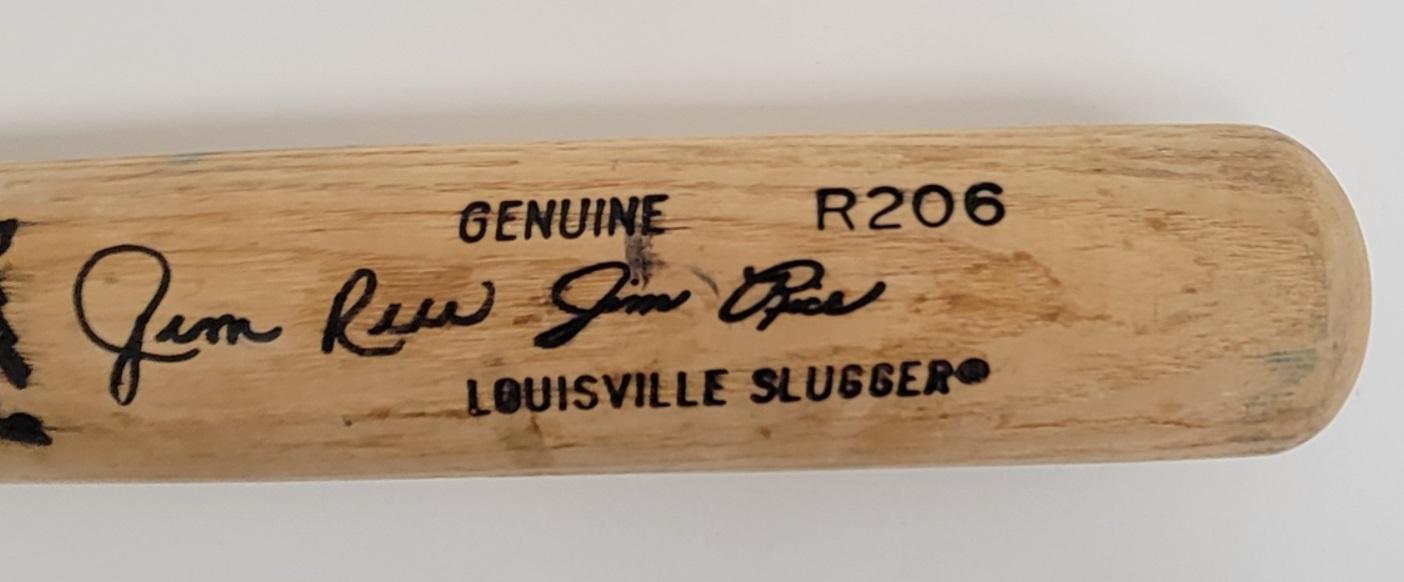 GENUINE R206
Jim Rice Jim Rice
LOUISVILLE SLUGGER®